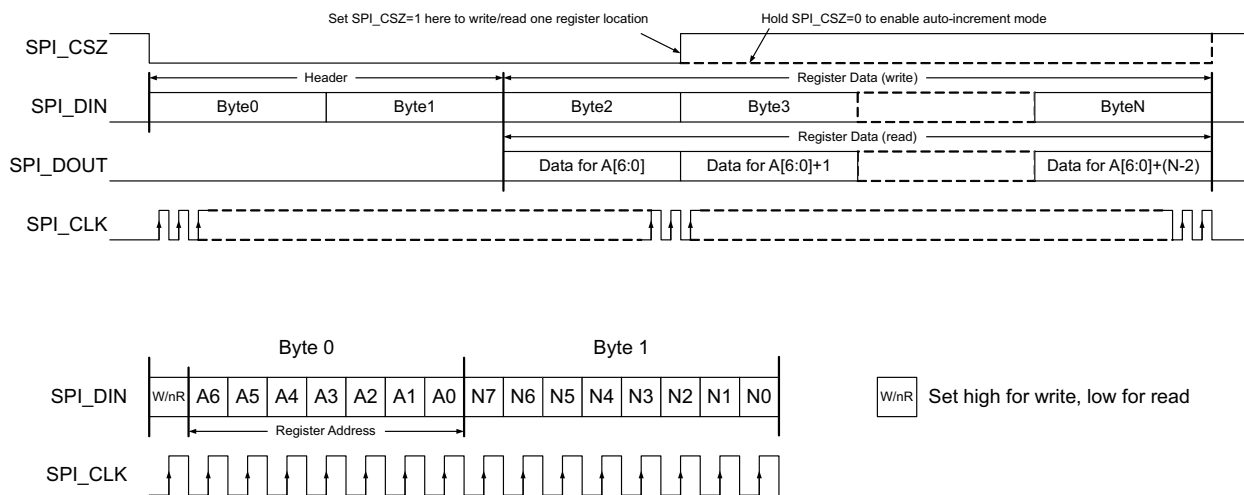 Set SPI_CSZ=1 here to write/read one register location
Hold SPI_CSZ=0 to enable auto-increment mode
SPI_CSZ
Header
Register Data (write)
SPI_DIN
Byte0
Byte1
Byte2
Byte3
ByteN
Register Data (read)
SPI_DOUT
Data for A[6:0]
Data for A[6:0]+1
Data for A[6:0]+(N-2)
SPI_CLK
Byte 0
Byte 1
SPI_DIN
W/nR A6 A5 A4 A3 A2 A1 A0 N7 N6 N5 N4 N3 N2 N1 N0
W/nR Set high for write, low for read
Register Address
SPI_CLK